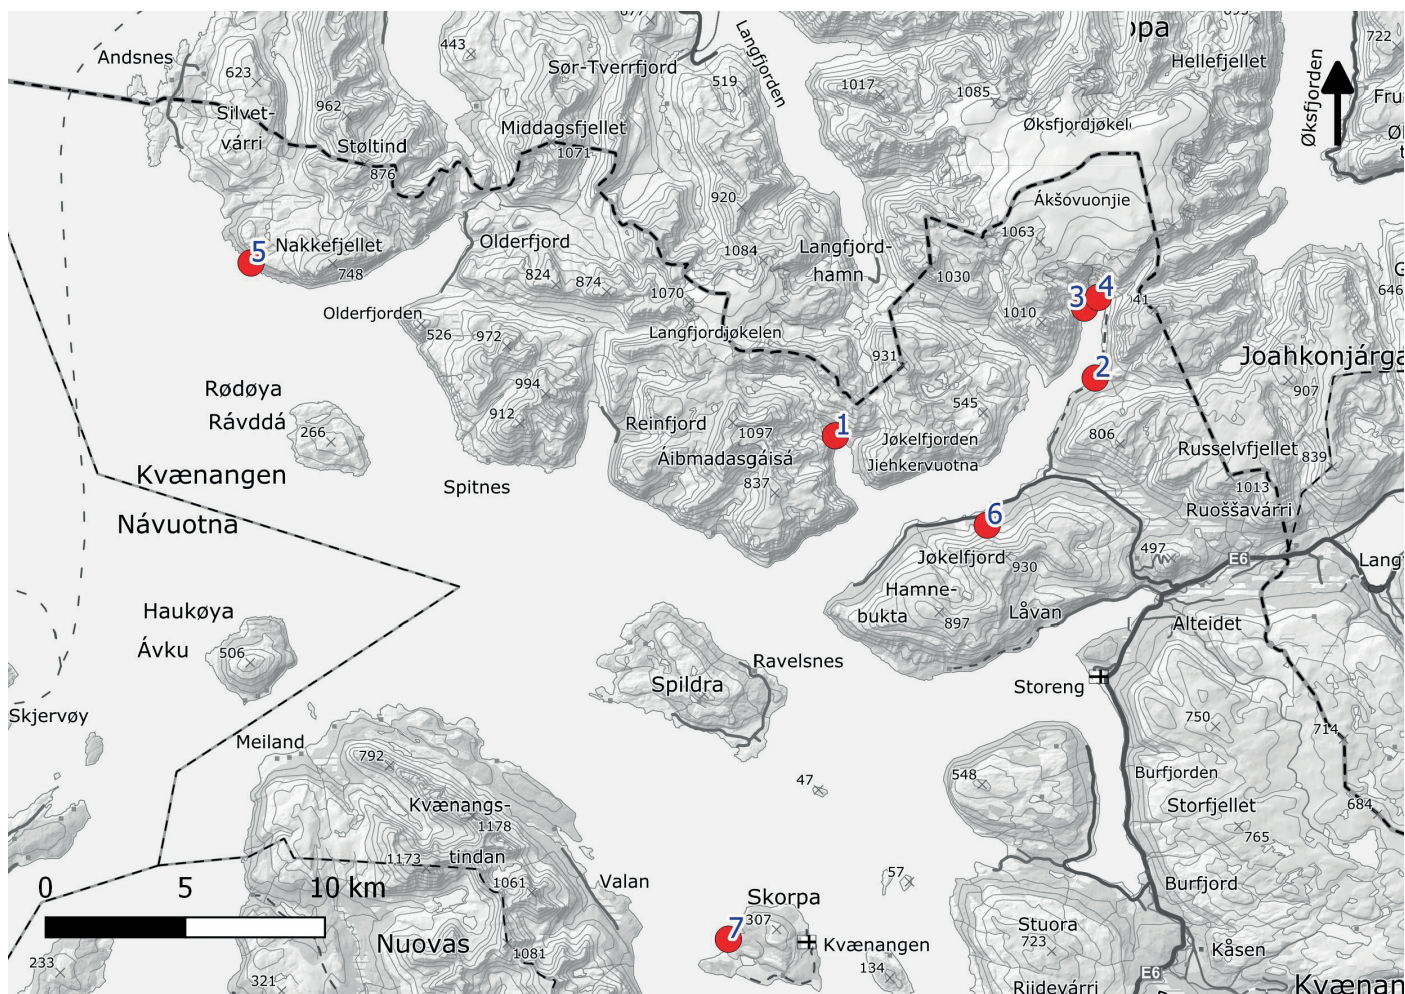 677
695
Andsnes
443
Langfjorden
Hellefjellet
722
623
Sør-Tverrfjord
519
1017
1085
Øksfjorden
962
Silvet-
várri
Middagsfjellet
1071
Støltind
876
Øksfjordjøkel
920
Ákšovuonjie
1063
5
Nakkefjellet
748
Olderfjord
824
874
1084
Langfjord-
hamn
1030
1070
3
4
41
1010
646
Olderfjorden
526
972
Langfjordjøkelen
931
2
Joahkonjárga
907
Rødøya
Rávddá
266
994
912
Reinfjord
1097
1
545
Áibmadasgáisá
837
Jøkelfjorden
Jiehkervuotna
806
Russelvfjellet
839
1013
Ruoššavárri
Kvænangen
Návuotna
Spitnes
6
Jøkelfjord
930
497
E6
Hamne-
bukta
897
Låvan
Alteidet
Haukøya
Ávku
506
Ravelsnes
Spildra
Storeng
Skjervøy
Meiland
792
750
714
47
548
Burfjorden
Storfjellet
765
684
Kvænangs-
tindan
1178
1173
1061
Valan
57
Burfjord
0 5 10 km
Skorpa
307
7
Kvænangen
134
Stuora
723
Kåsen
Nuovas
1081
233
321
E6
Riidevárri
Kvænan